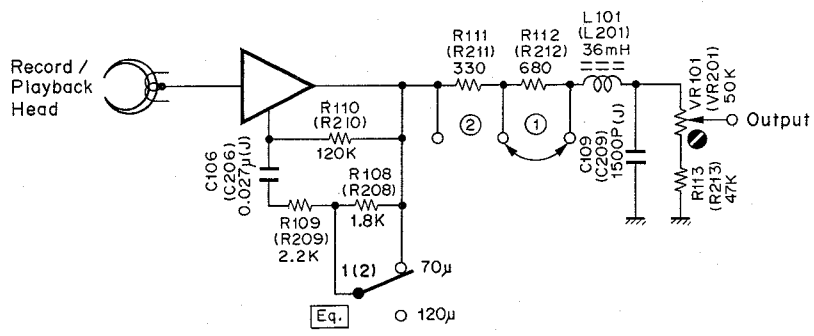 Record /
Playback
Head
R110
(R210)
120K
C106
(C206)
0.027μ(J)
R109
(R209)
2.2K
R108
(R208)
1.8K
1(2)
70μ
Eq.
120μ
R111
(R211)
330
②
R112
(R212)
680
①
L101
(L201)
36mH
C109
(C209)
1500P(J)
VR101
(VR201)
50K
Output
R113
(R213)
47K